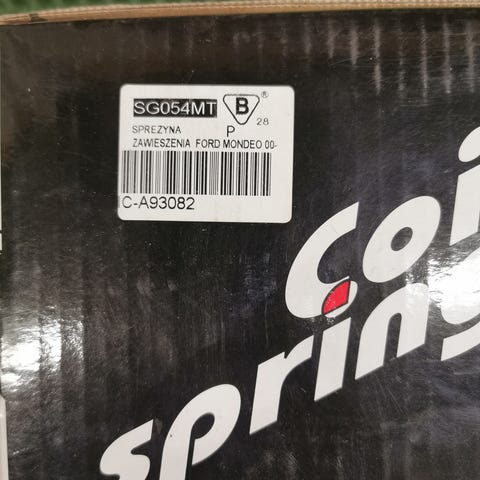 SG054MT B ®
28
SPREZYNA P
ZAWIESZENIA FORD MONDEO 00-
C-A93082
Coi
spring